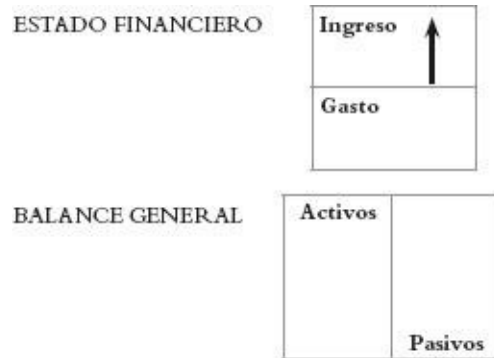 ESTADO FINANCIERO
Ingreso
Gasto
BALANCE GENERAL
Activos
Pasivos